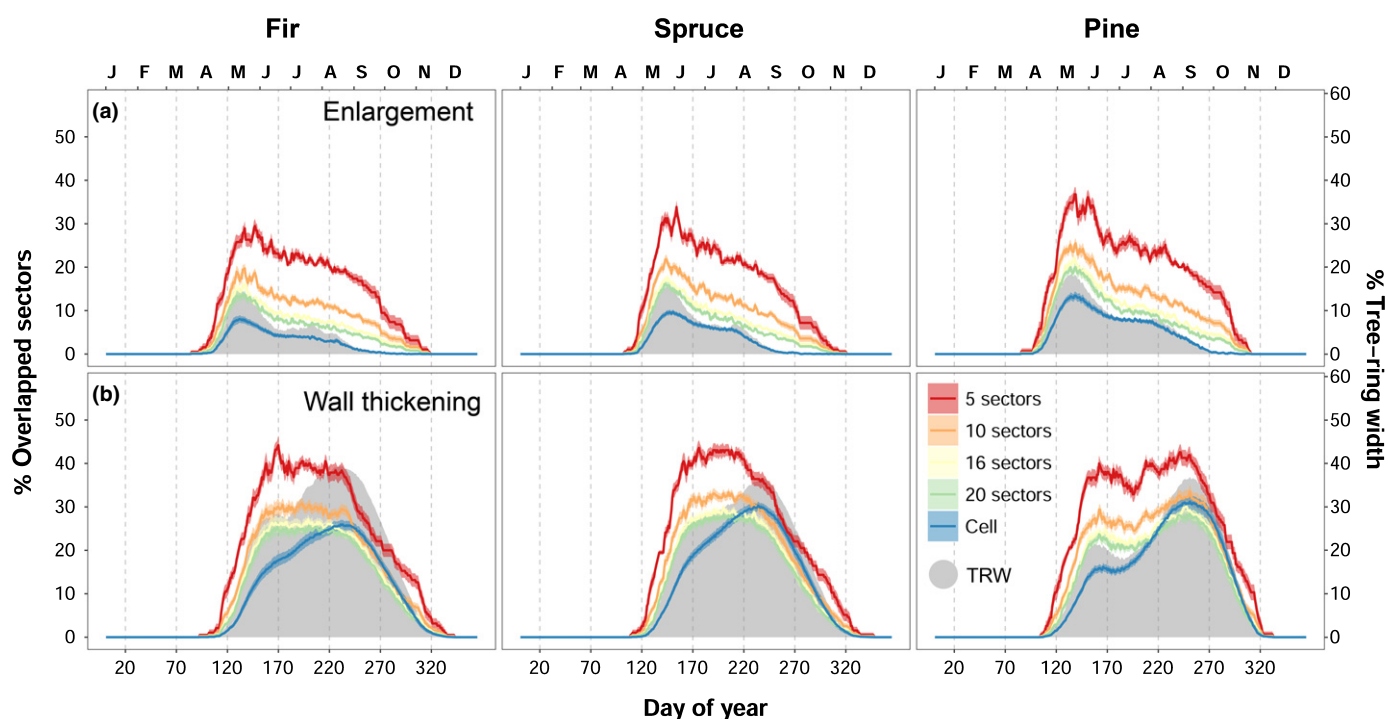 Fir Spruce Pine
J F M A M J J A S O N D J F M A M J J A S O N D J F M A M J J A S O N D
(a) Enlargement
60
50 50
40 40
30 30
20 20
10 10
0 0
(b) Wall thickening
60
50 50
40 40
30 30
20 20
10 10
0 0
5 sectors
10 sectors
16 sectors
20 sectors
Cell
TRW
% Overlapped sectors
% Tree-ring width
20 70 120 170 220 270 320 20 70 120 170 220 270 320 20 70 120 170 220 270 320
Day of year